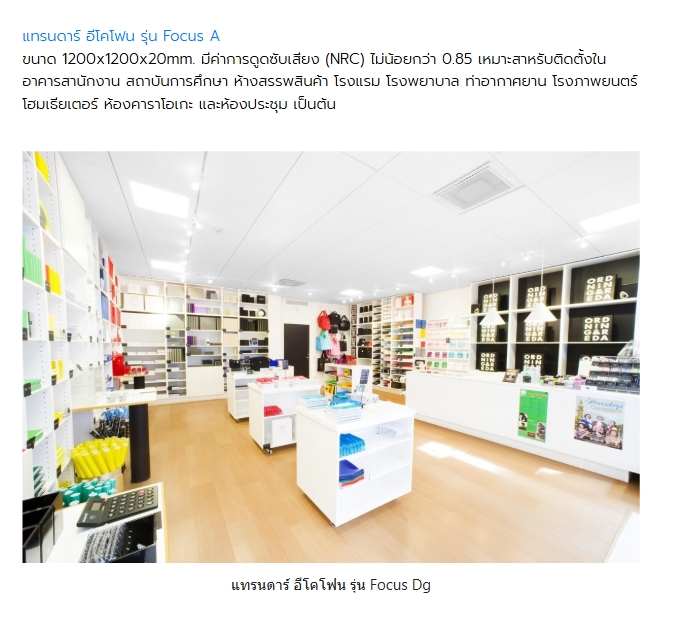 แทรนดาร์ อีโคโฟน รุ่น Focus A
ขนาด 1200x1200x20mm. มีค่าการดูดซับเสียง (NRC) ไม่น้อยกว่า 0.85 เหมาะสาหรับติดตั้งใน
อาคารสานักงาน สถาบันการศึกษา ห้างสรรพสินค้า โรงแรม โรงพยาบาล ท่าอากาศยาน โรงภาพยนตร์
โฮมเธียเตอร์ ห้องคาราโอเกะ และห้องประชุม เป็นต้น
ORD
NING
&RE
DA
ORD
NING
&RE
DA
แทรนดาร์ อีโคโฟน รุ่น Focus Dg